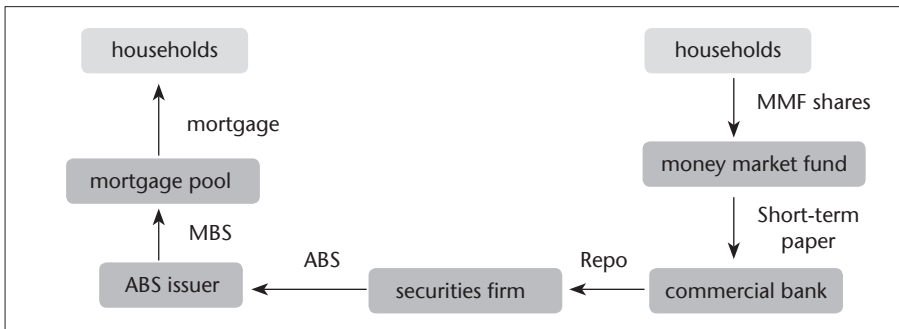 households
households
MMF shares
mortgage
money market fund
mortgage pool
Short-term
paper
MBS
ABS
Repo
ABS issuer
securities firm
commercial bank